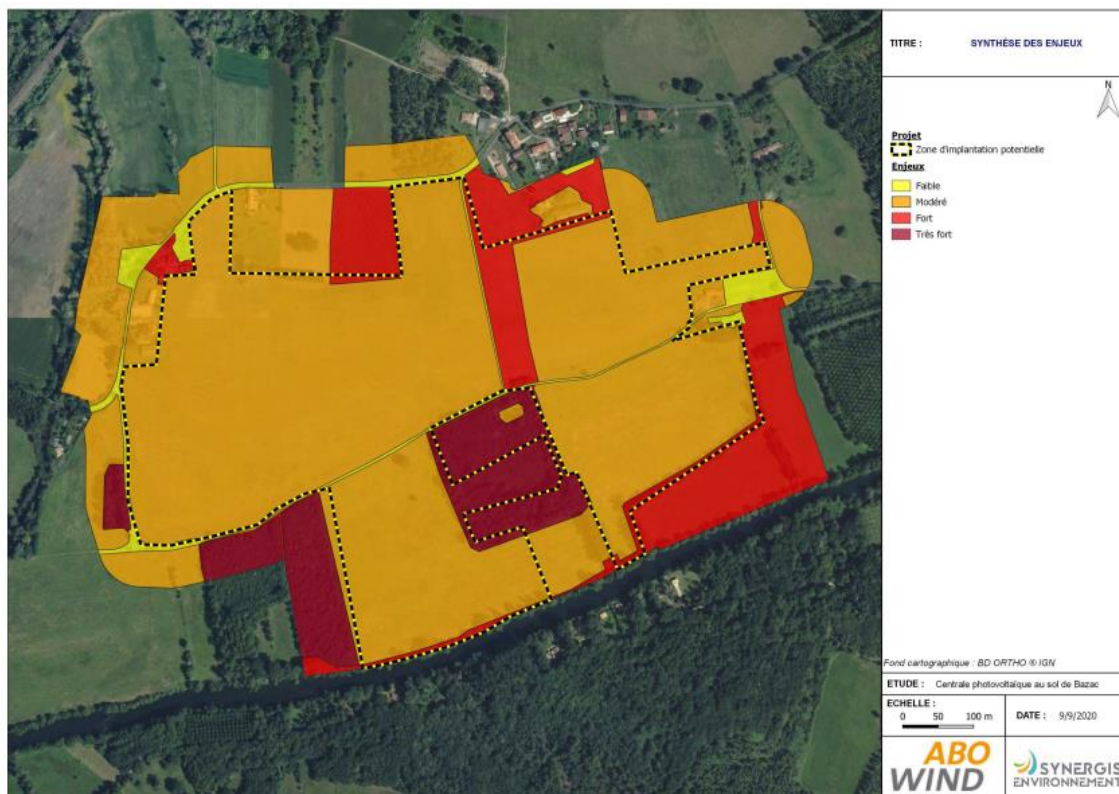 TITRE : SYNTHÈSE DES ENJEUX
N
Projet
Zone d'implantation potentielle
Enjeux
Faible
Modéré
Fort
Très fort
Fond cartographique : BD ORTHO ® IGN
ETUDE : Centrale photovoltaïque au sol de Bazac
ECHELLE :
0 50 100 m
DATE : 9/9/2020
ABO
WIND
SYNERGIS
ENVIRONNEMENT